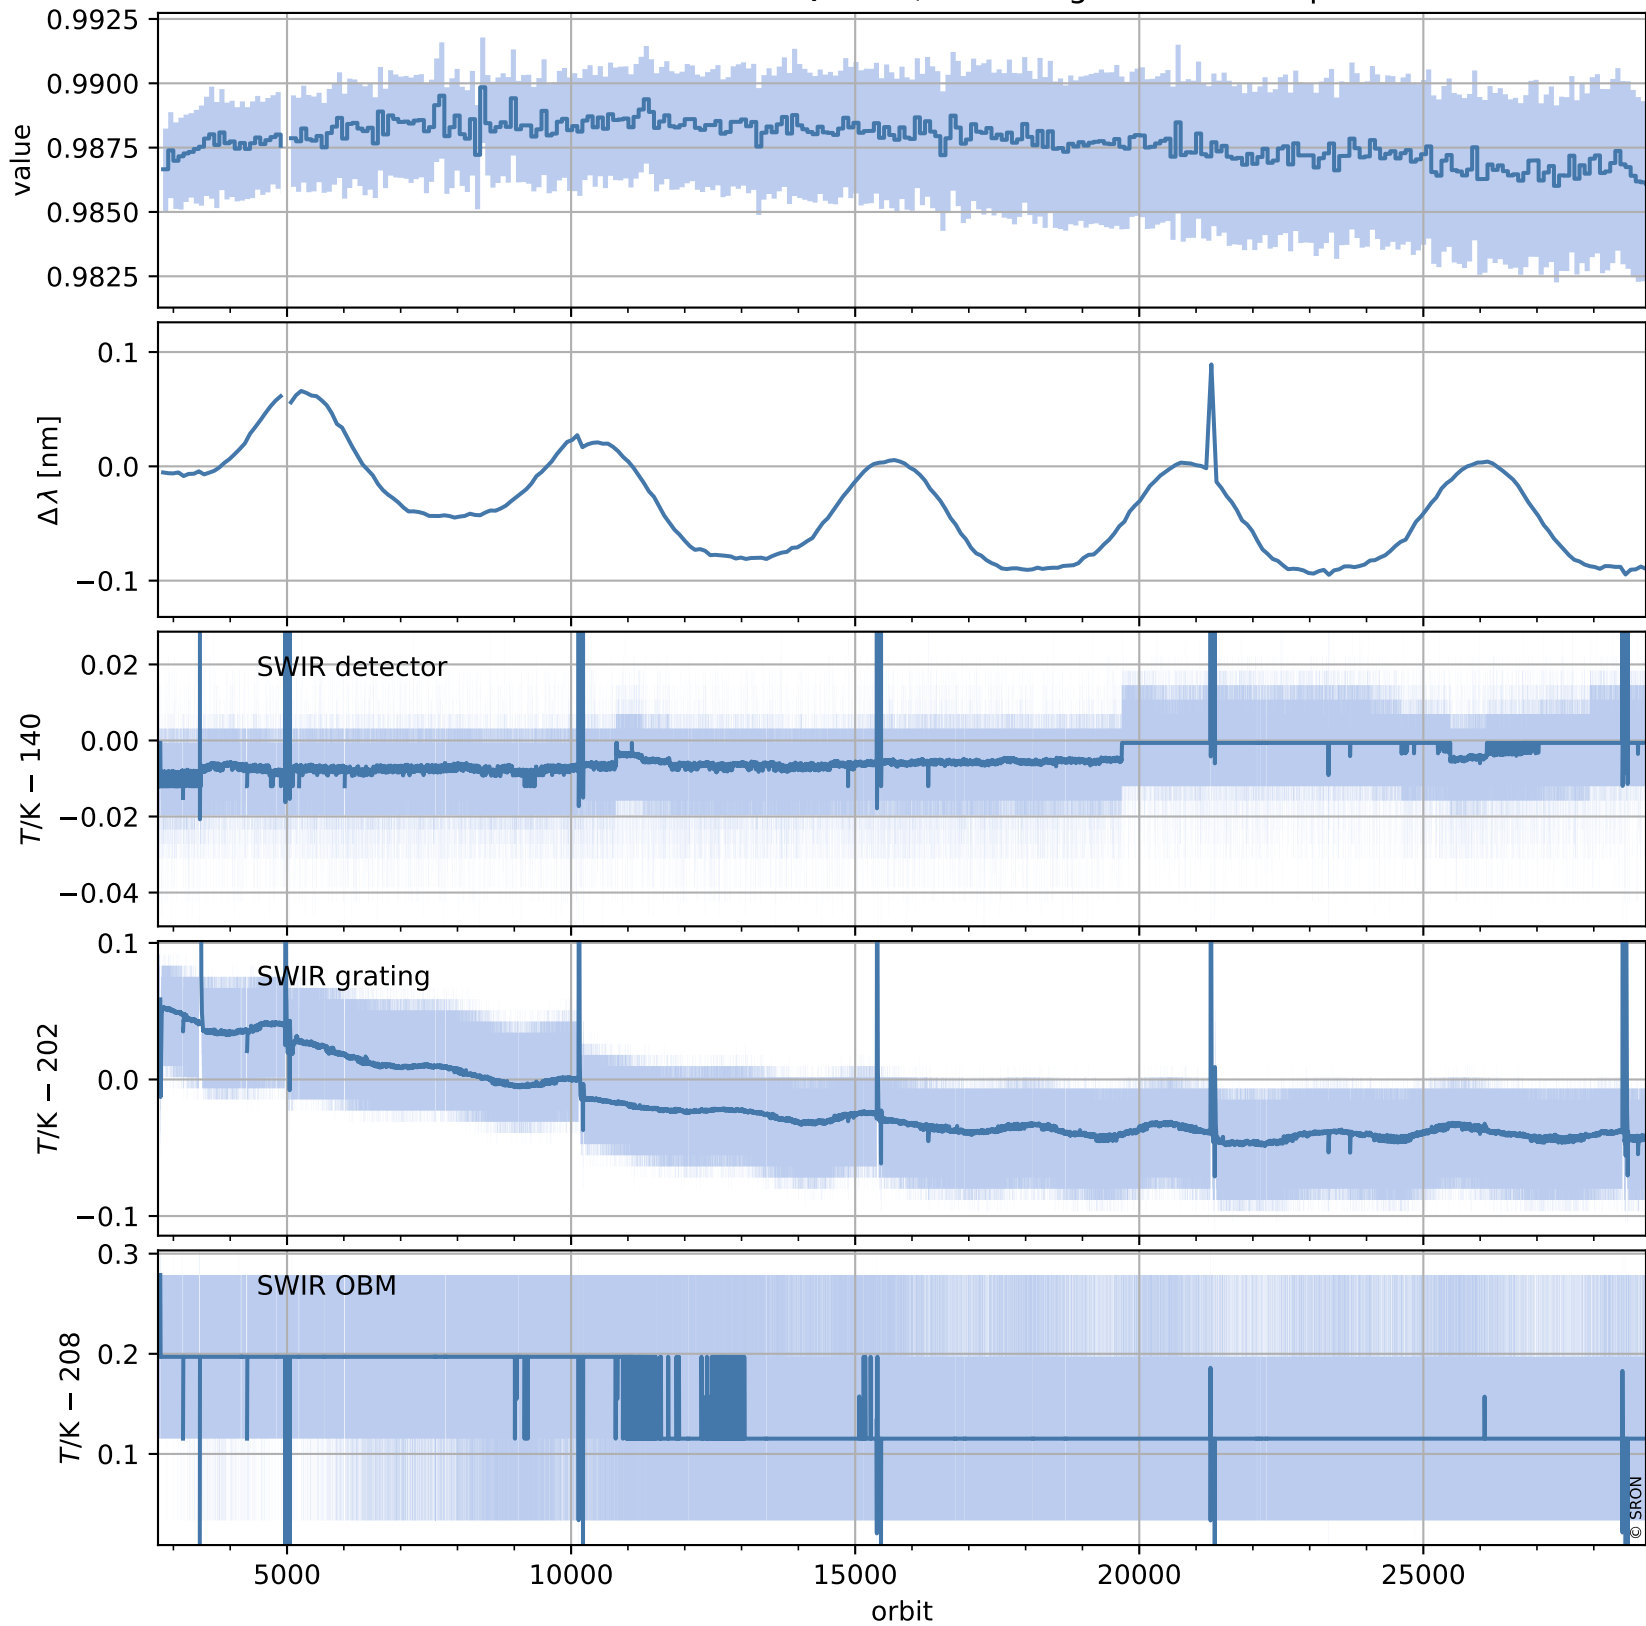 0.9925
0.9900
0.9875
0.9850
0.9825
value
0.1
0.0
−0.1
Δλ [nm]
SWIR detector
0.02
0.00
−0.02
−0.04
T/K − 140
SWIR grating
0.1
0.0
−0.1
T/K − 202
SWIR OBM
0.3
0.2
0.1
T/K − 208
© SRON
5000 10000 15000 20000 25000
orbit